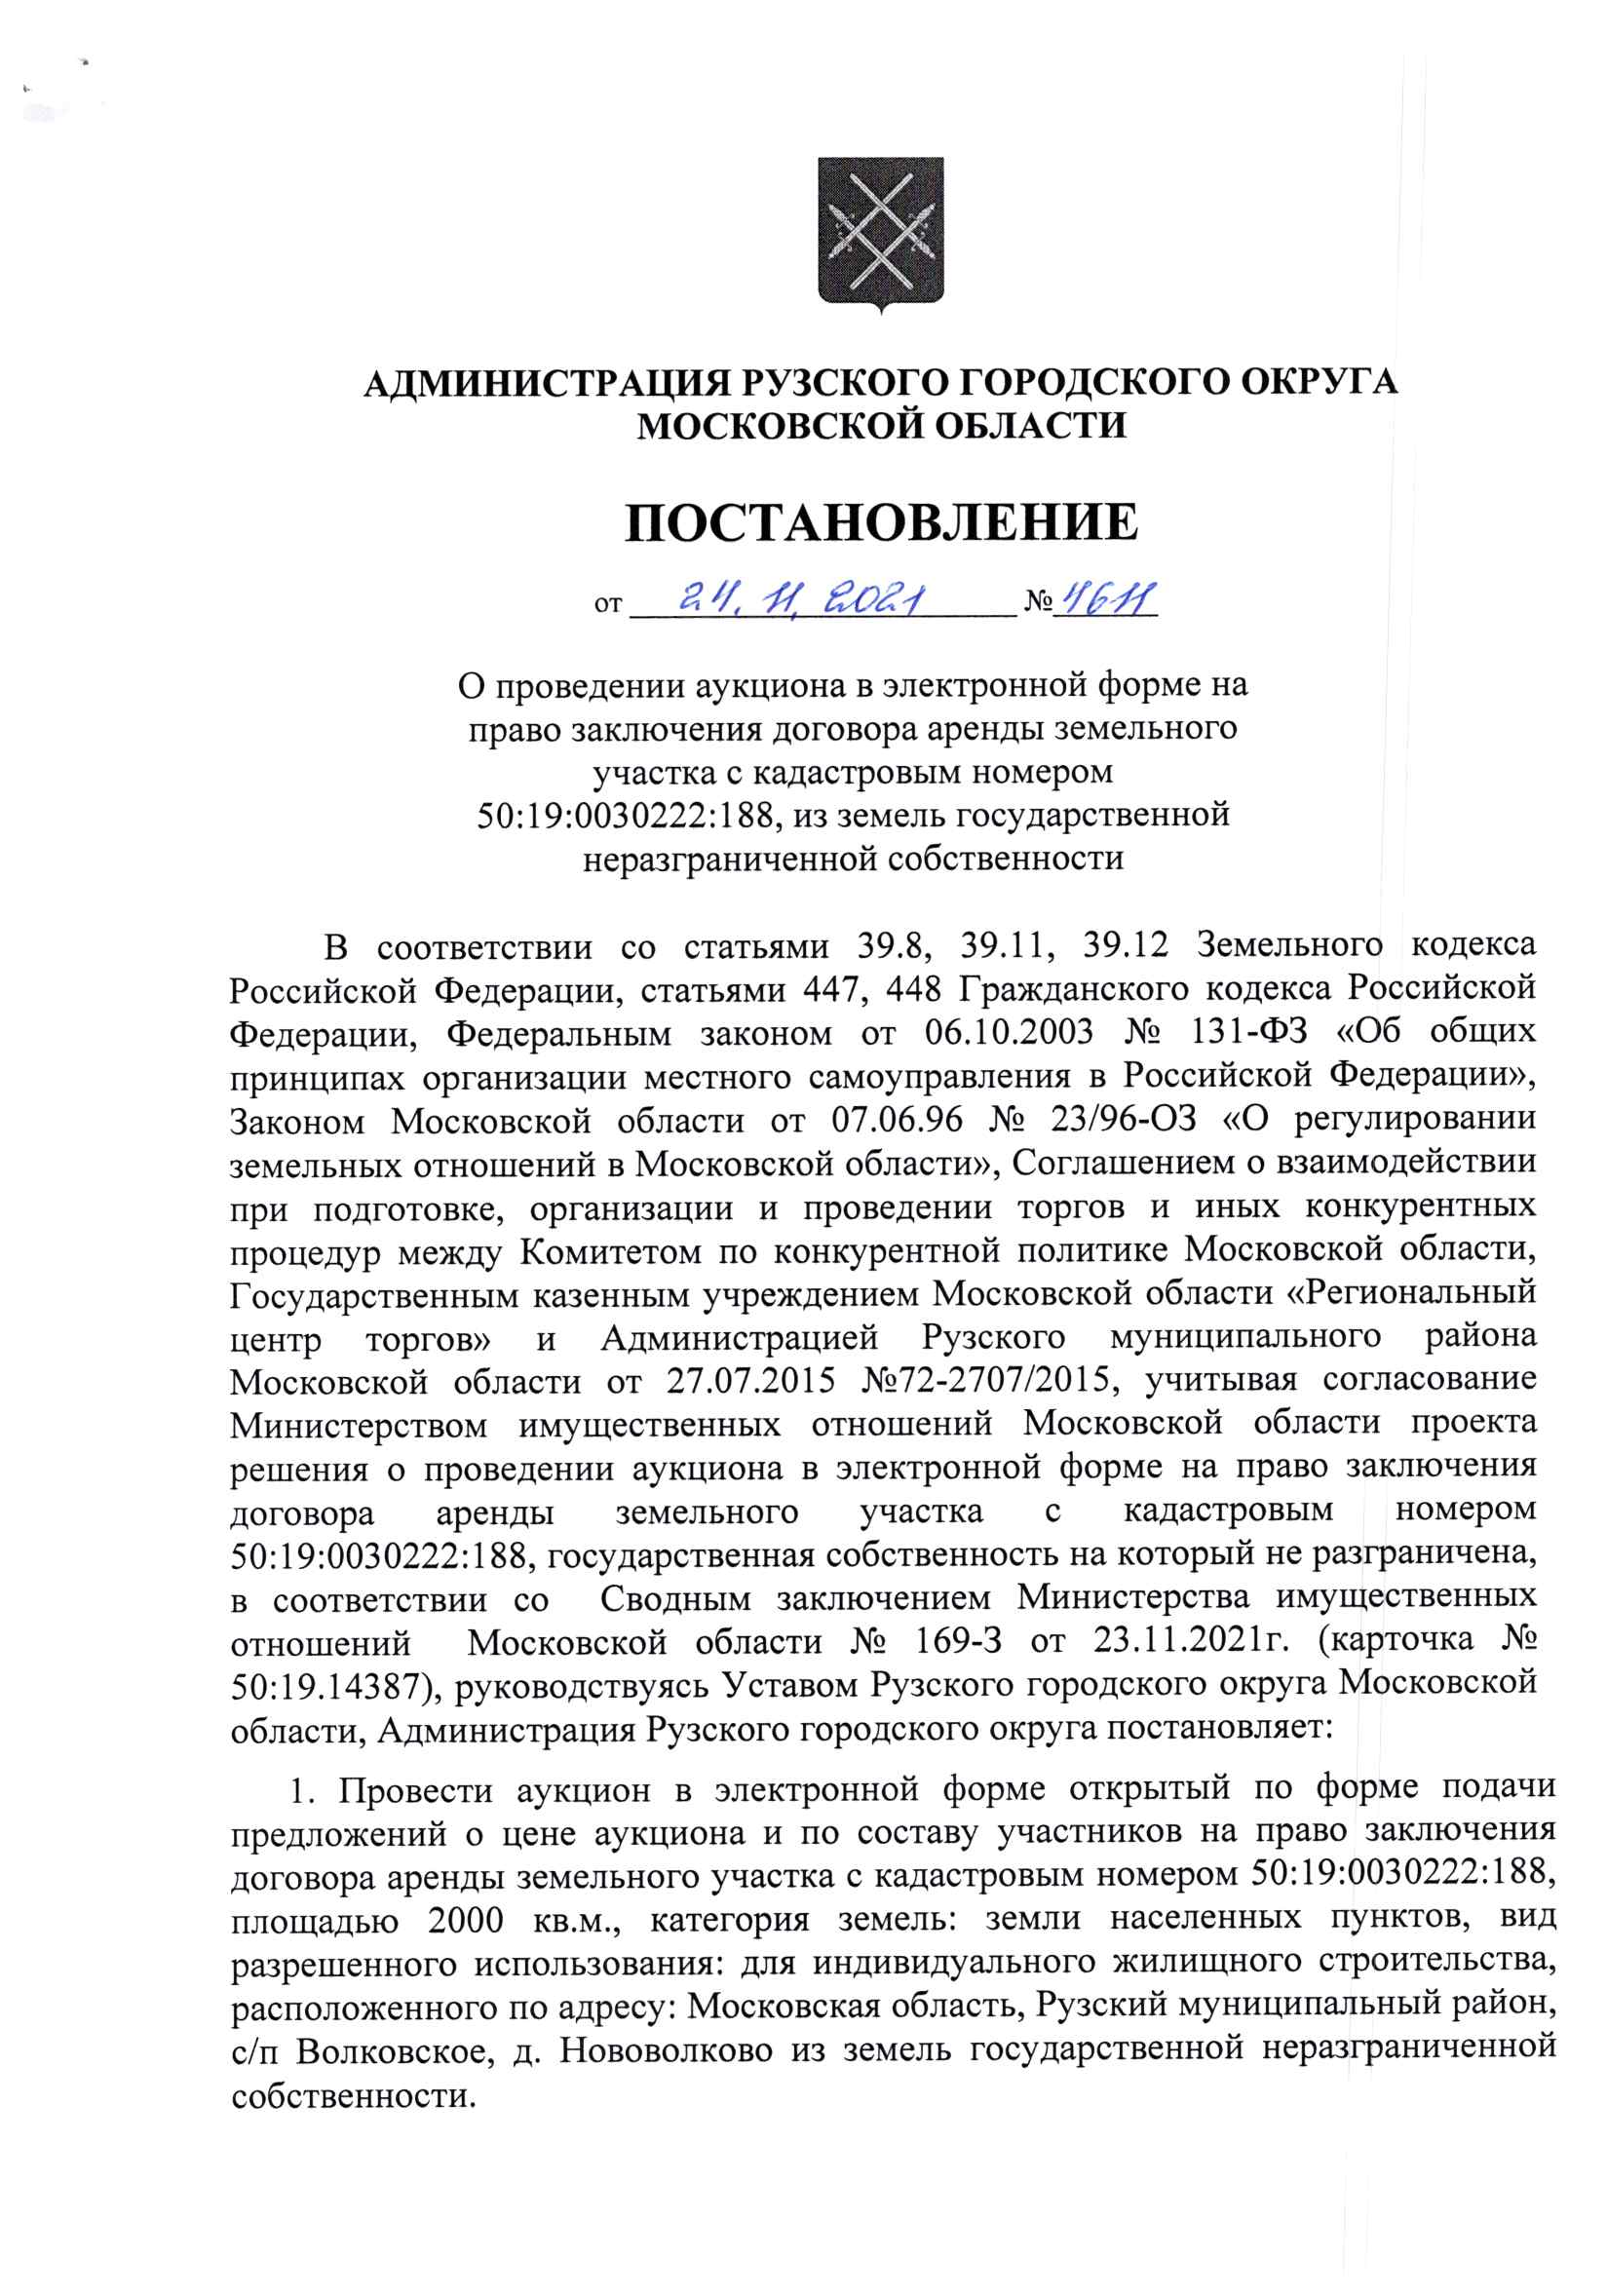 АДМИНИСТРАЦИЯ РУЗСКОГО ГОРОДСКОГО ОКРУГА
МОСКОВСКОЙ ОБЛАСТИ
ПОСТАНОВЛЕНИЕ
от 24.11.2021 № 4611
О проведении аукциона в электронной форме на
право заключения договора аренды земельного
участка с кадастровым номером
50:19:0030222:188, из земель государственной
неразграниченной собственности
В соответствии со статьями 39.8, 39.11, 39.12 Земельного кодекса
Российской Федерации, статьями 447, 448 Гражданского кодекса Российской
Федерации, Федеральным законом от 06.10.2003 № 131-ФЗ «Об общих
принципах организации местного самоуправления в Российской Федерации»,
Законом Московской области от 07.06.96 № 23/96-ОЗ «О регулировании
земельных отношений в Московской области», Соглашением о взаимодействии
при подготовке, организации и проведении торгов и иных конкурентных
процедур между Комитетом по конкурентной политике Московской области,
Государственным казенным учреждением Московской области «Региональный
центр торгов» и Администрацией Рузского муниципального района
Московской области от 27.07.2015 №72-2707/2015, учитывая согласование
Министерством имущественных отношений Московской области проекта
решения о проведении аукциона в электронной форме на право заключения
договора аренды земельного участка с кадастровым номером
50:19:0030222:188, государственная собственность на который не разграничена,
в соответствии со Сводным заключением Министерства имущественных
отношений Московской области № 169-З от 23.11.2021г. (карточка №
50:19.14387), руководствуясь Уставом Рузского городского округа Московской
области, Администрация Рузского городского округа постановляет:
1. Провести аукцион в электронной форме открытый по форме подачи
предложений о цене аукциона и по составу участников на право заключения
договора аренды земельного участка с кадастровым номером 50:19:0030222:188,
площадью 2000 кв.м., категория земель: земли населенных пунктов, вид
разрешенного использования: для индивидуального жилищного строительства,
расположенного по адресу: Московская область, Рузский муниципальный район,
с/п Волковское, д. Нововолково из земель государственной неразграниченной
собственности.